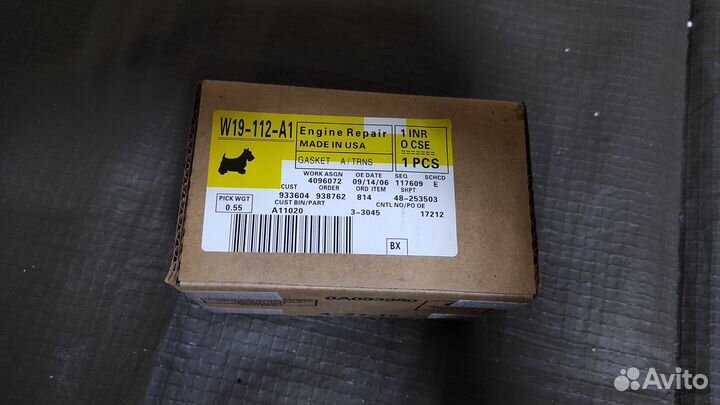 W19-112-A1
Engine Repair
MADE IN USA
GASKET A/TRNS
1 INR
0 CSE
1 PCS
WORK ASGN OE DATE SEQ SCHCD
4096072 09/14/06 117609 E
CUST ORDER ORD ITEM SHPT
933604 938762 814 48-253503
CUST BIN/PART CNTL NO/PO OE
A11020 3-3045 17212
PICK WGT
0.55
BX
Avito